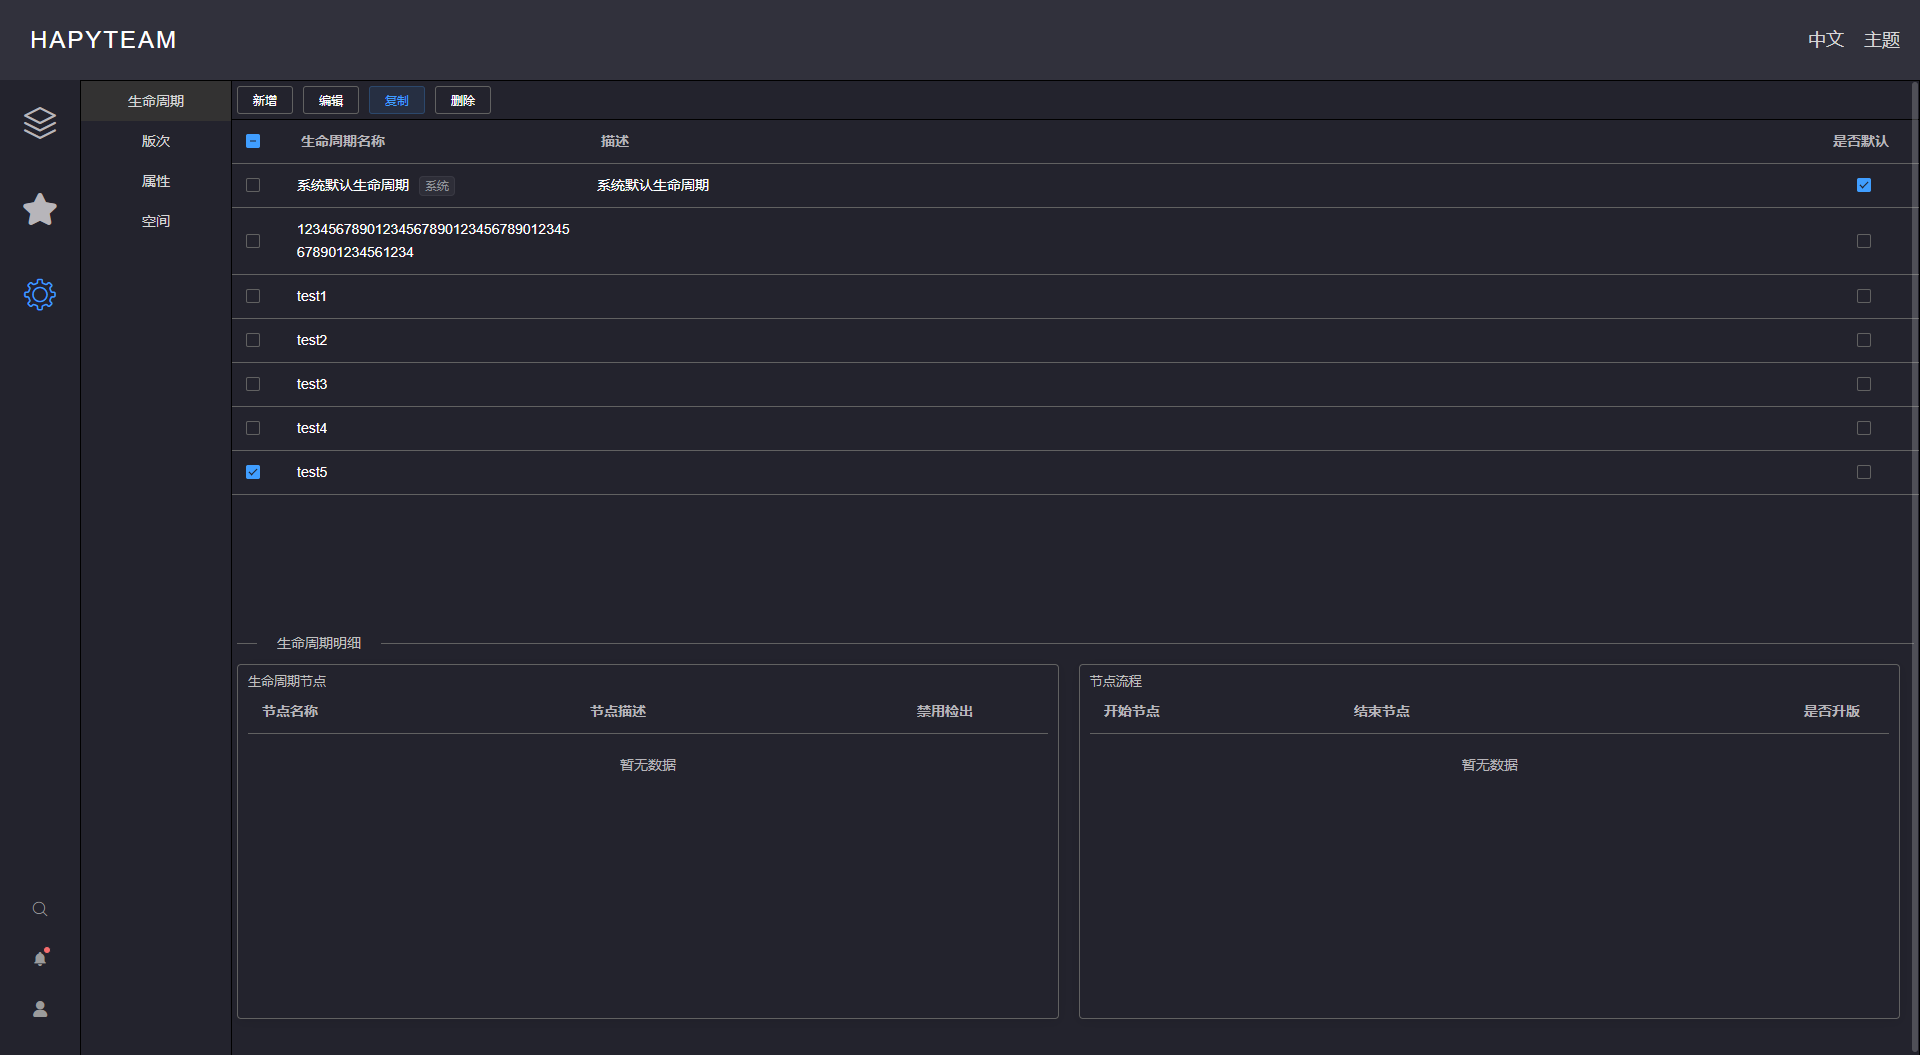 HAPYTEAM
中文 主题
生命周期
版次
属性
空间
新增 编辑 复制 删除
生命周期名称 描述 是否默认
系统默认生命周期 系统 系统默认生命周期
12345678901234567890123456789012345
678901234561234
test1
test2
test3
test4
test5
生命周期明细
生命周期节点
节点名称 节点描述 禁用检出
暂无数据
节点流程
开始节点 结束节点 是否升版
暂无数据